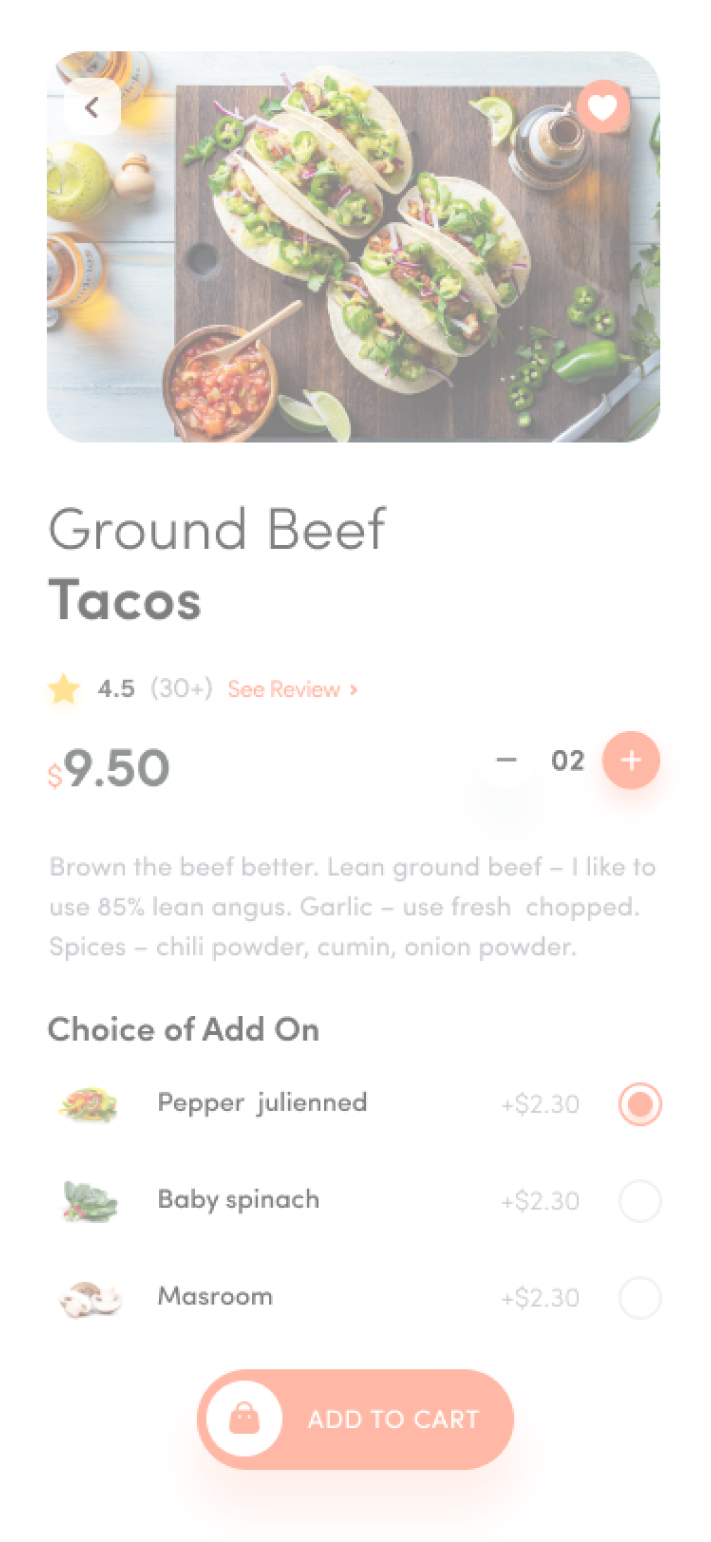 Ground Beef
Tacos
4.5 (30+) See Review >
$9.50
− 02 +
Brown the beef better. Lean ground beef – I like to
use 85% lean angus. Garlic – use fresh  chopped.
Spices – chili powder, cumin, onion powder.
Choice of Add On
Pepper  julienned +$2.30
Baby spinach +$2.30
Masroom +$2.30
ADD TO CART